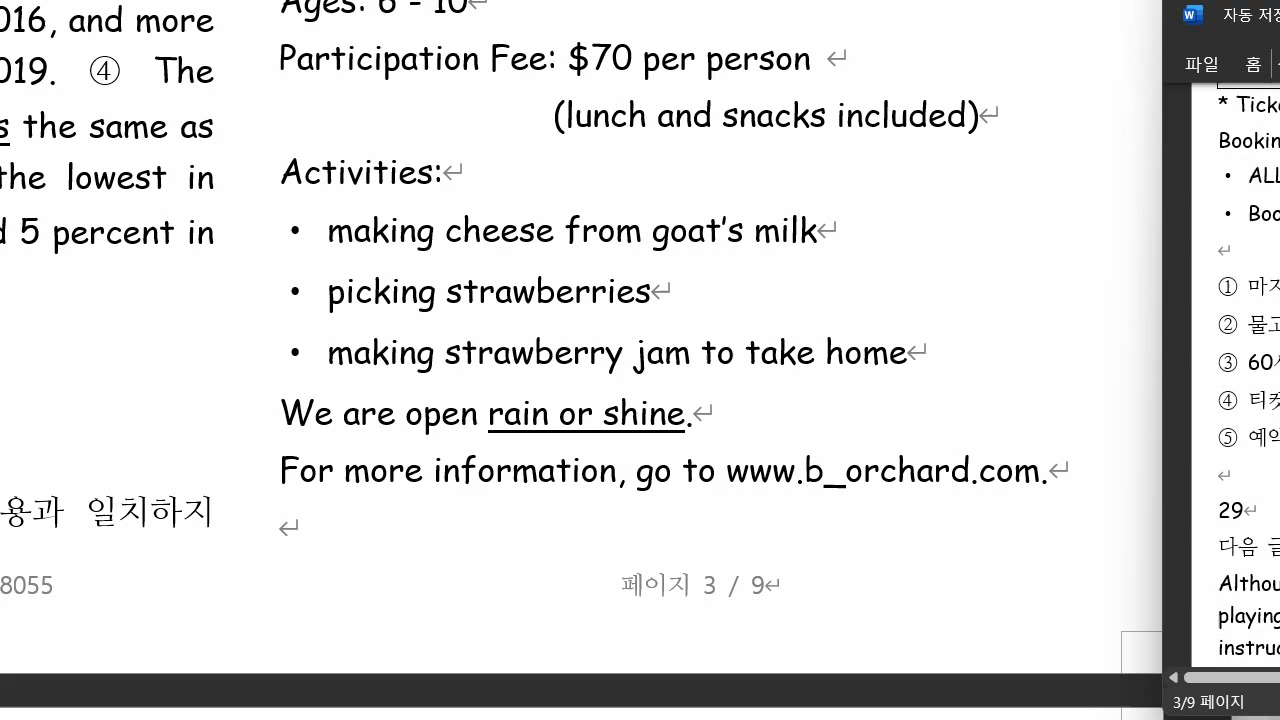 016, and more
019. ④ The
s the same as
the lowest in
d 5 percent in
용과 일치하지
8055
Ages: 6 - 10
Participation Fee: $70 per person
(lunch and snacks included)
Activities:
• making cheese from goat's milk
• picking strawberries
• making strawberry jam to take home
We are open rain or shine.
For more information, go to www.b_orchard.com.
페이지 3 / 9
자동 저장
파일 홈
* Ticke
Bookin
• ALL
• Boo
① 마지
② 물고
③ 60
④ 티켓
⑤ 예약
29
다음 글
Althou
playing
instruc
3/9 페이지